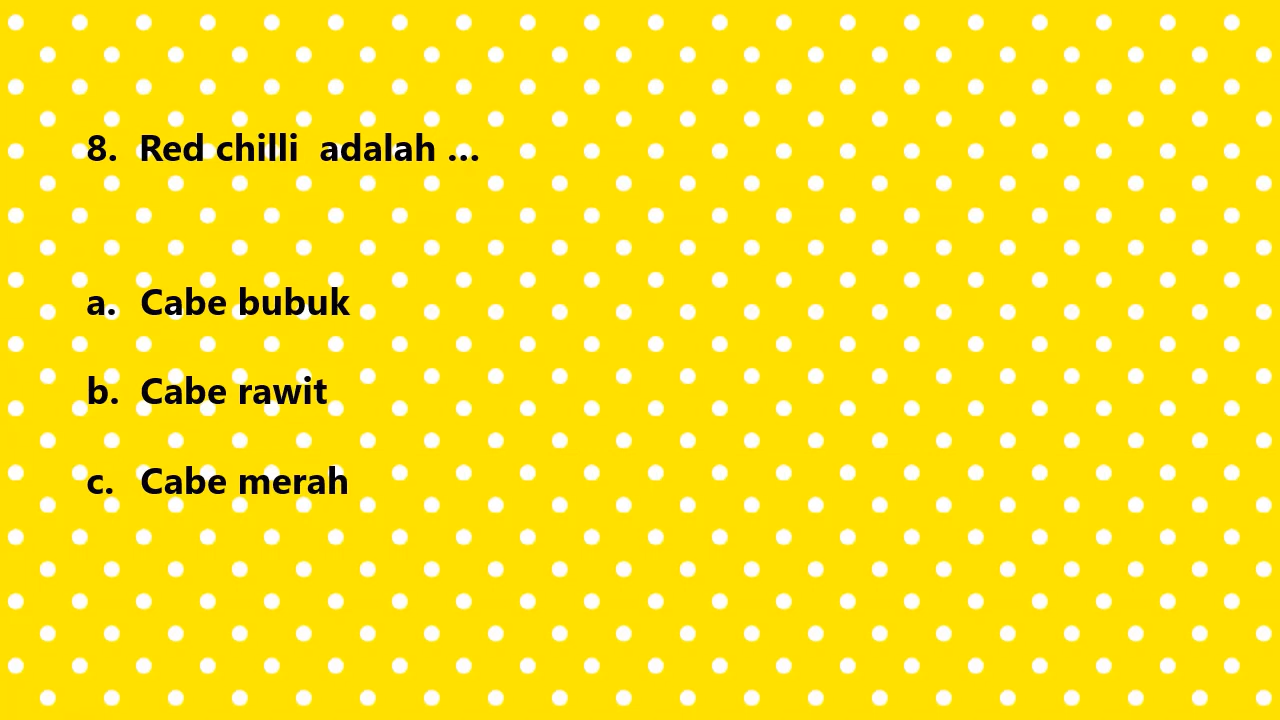 8. Red chilli adalah ...
a. Cabe bubuk
b. Cabe rawit
c. Cabe merah